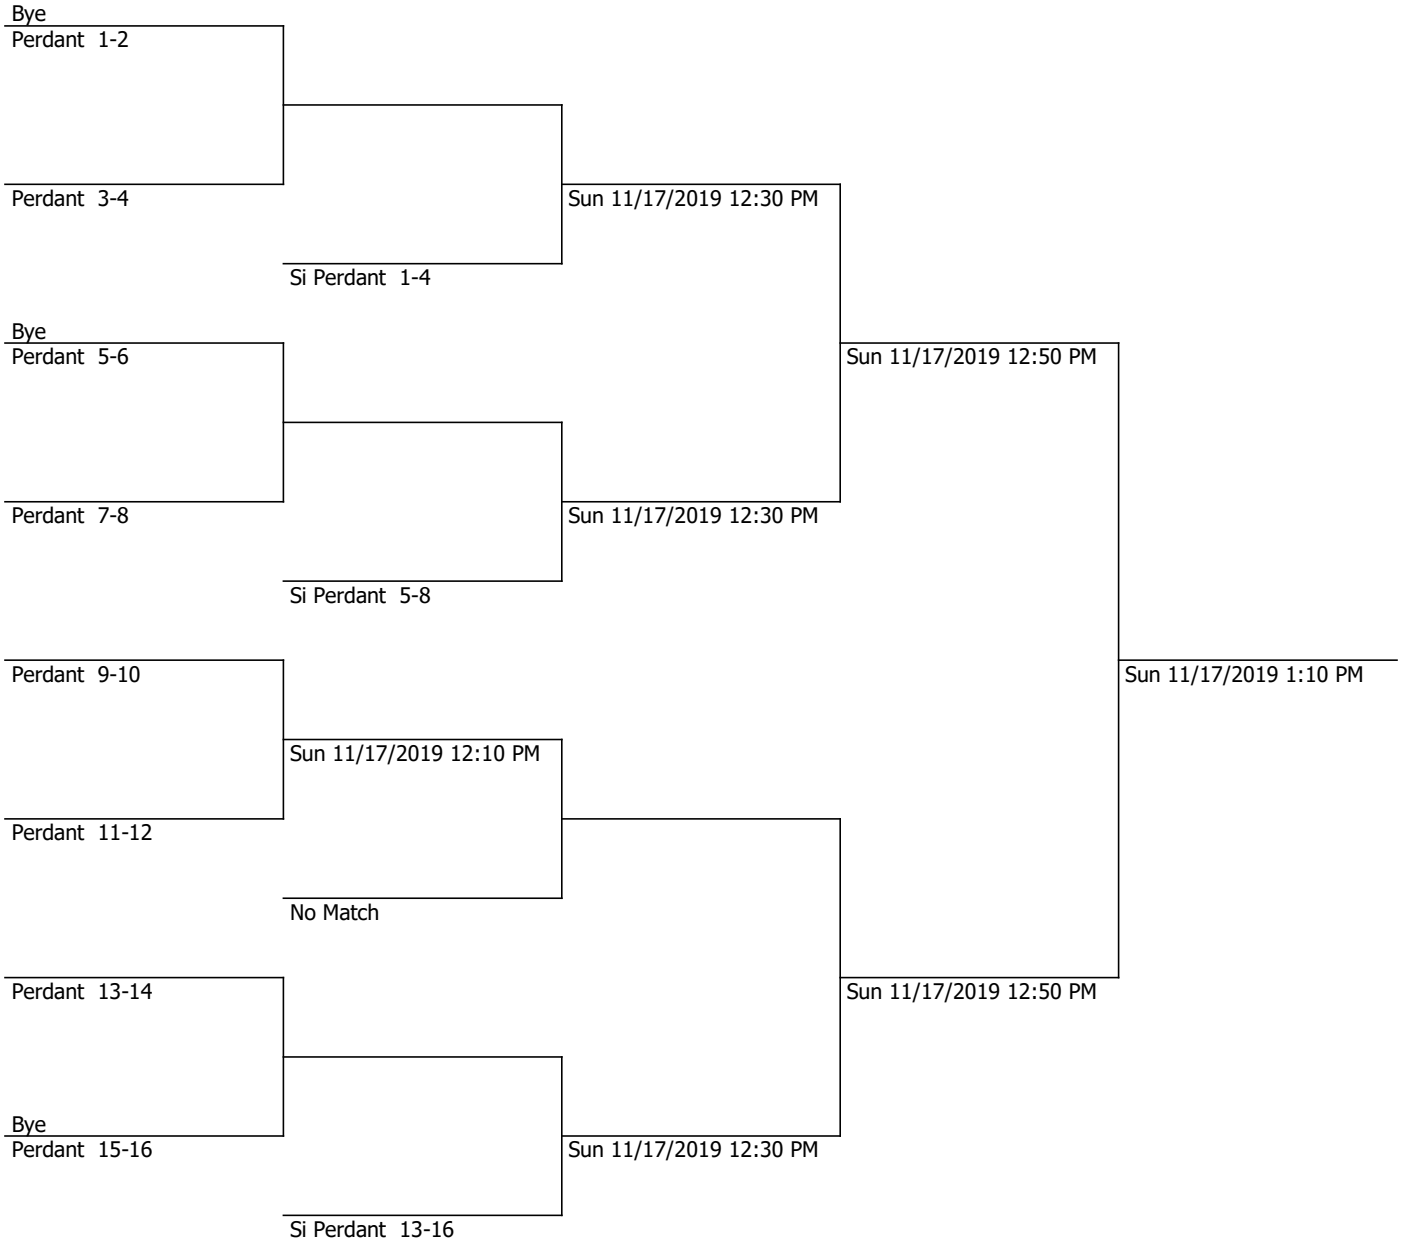 Bye
Perdant 1-2
Perdant 3-4
Sun 11/17/2019 12:30 PM
Si Perdant 1-4
Bye
Perdant 5-6
Sun 11/17/2019 12:50 PM
Perdant 7-8
Sun 11/17/2019 12:30 PM
Si Perdant 5-8
Perdant 9-10
Sun 11/17/2019 1:10 PM
Sun 11/17/2019 12:10 PM
Perdant 11-12
No Match
Perdant 13-14
Sun 11/17/2019 12:50 PM
Bye
Perdant 15-16
Sun 11/17/2019 12:30 PM
Si Perdant 13-16